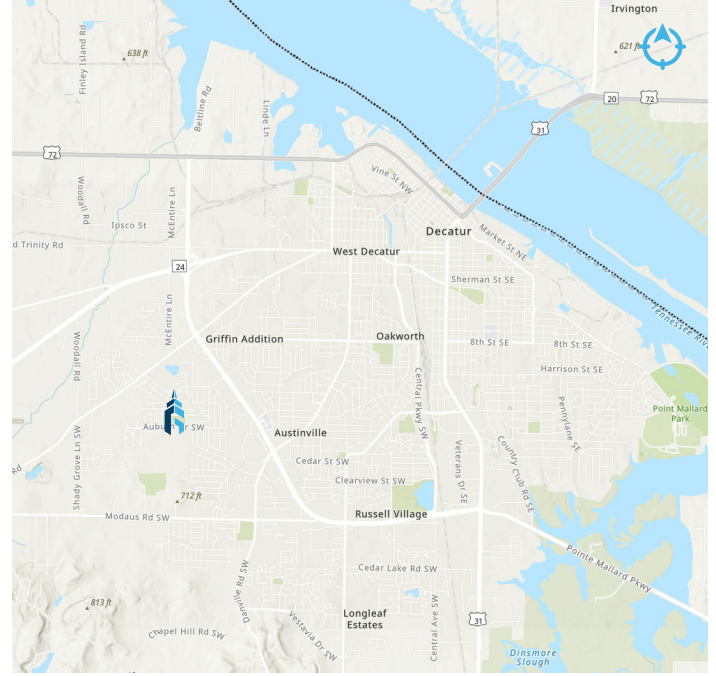 Irvington
Finley Island Rd
638 ft
621 ft
Beltline Rd
Linde Ln
20
72
31
72
Vine St NW
Woodall Rd
McEntire Ln
Ipsco St
Decatur
Market St NE
d Trinity Rd
West Decatur
24
Sherman St SE
Tennessee Riv
McEntire Ln
Woodall Rd
Griffin Addition
Oakworth
8th St SE
8th St SE
Harrison St SE
Central Pkwy SW
Pennylane SE
Point Mallard
Park
SW
Austinville
Shady Grove Ln SW
Rd
Cedar St SW
Veterans Dr SE
Country Club Rd SE
Clearview St SW
712 ft
Modaus Rd SW
Russell Village
Pointe Mallard Pkwy
Cedar Lake Rd SW
Danville Rd SW
813 ft
Longleaf
Estates
Vestavia Dr SW
Central Ave SW
31
Chapel Hill Rd SW
Dinsmore
Slough